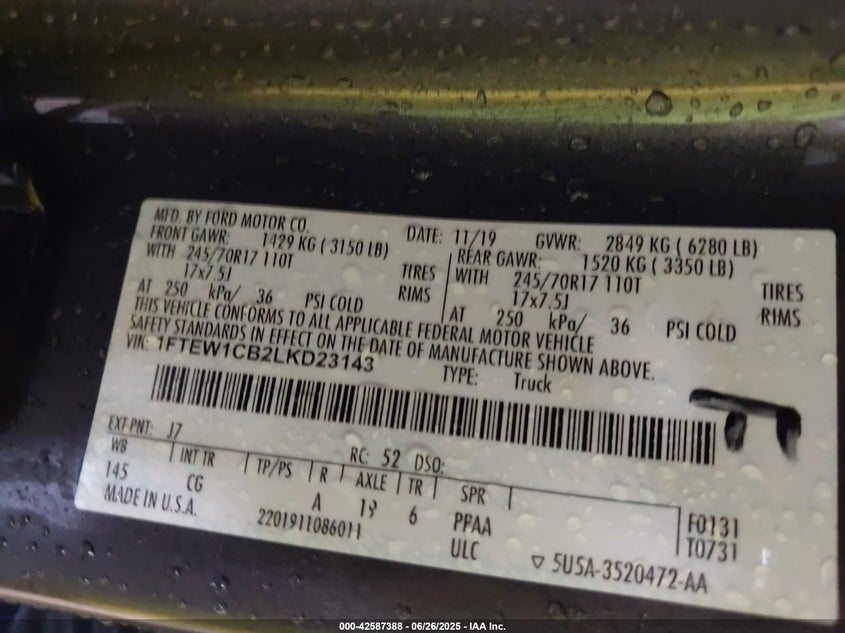 MFD. BY FORD MOTOR CO.
DATE: 11/19 GVWR: 2849 KG ( 6280 LB)
FRONT GAWR: 1429 KG ( 3150 LB)
WITH 245/70R17 110T TIRES
17x7.5J RIMS
AT 250 kPa/ 36 PSI COLD
REAR GAWR: 1520 KG ( 3350 LB)
WITH 245/70R17 110T TIRES
17x7.5J RIMS
AT 250 kPa/ 36 PSI COLD
THIS VEHICLE CONFORMS TO ALL APPLICABLE FEDERAL MOTOR VEHICLE
SAFETY STANDARDS IN EFFECT ON THE DATE OF MANUFACTURE SHOWN ABOVE.
VIN: 1FTEW1CB2LKD23143
TYPE: Truck
EXT PNT: J7 RC: 52 DSO:
WB INT TR TP/PS R AXLE TR SPR
145 CG A 19 6 PFAA F0131
MADE IN U.S.A. 2201911086011 ULC T0731
5U5A-3520472-AA
000-42587388 - 06/26/2025 - IAA Inc.